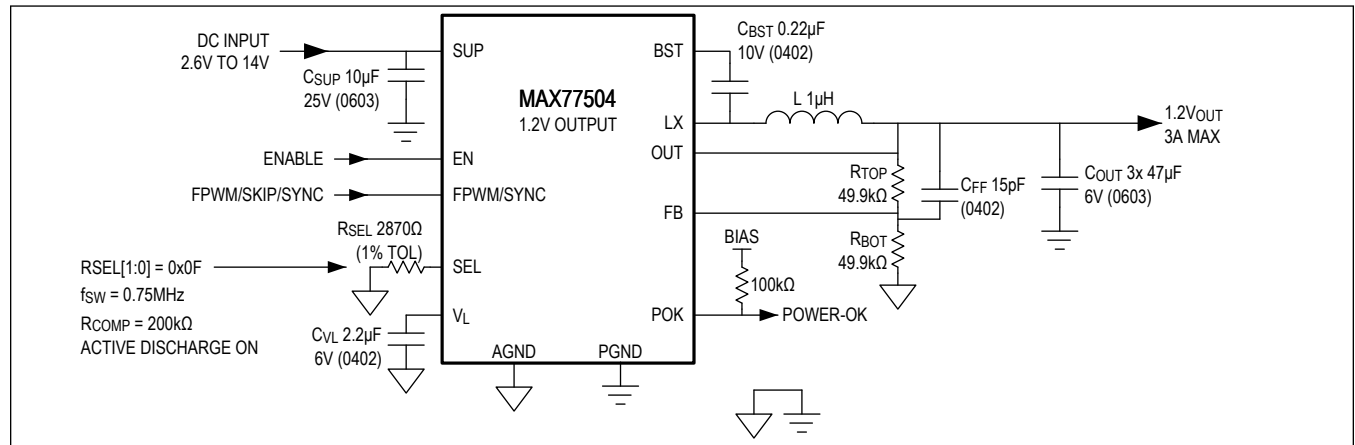 DC INPUT
2.6V TO 14V
CSUP 10µF
25V (0603)
ENABLE
FPWM/SKIP/SYNC
RSEL 2870Ω
(1% TOL)
RSEL[1:0] = 0x0F
fSW = 0.75MHz
RCOMP = 200kΩ
ACTIVE DISCHARGE ON
CVL 2.2µF
6V (0402)
SUP
EN
FPWM/SYNC
SEL
VL
MAX77504
1.2V OUTPUT
AGND
PGND
BST
LX
OUT
FB
POK
CBST 0.22µF
10V (0402)
L 1µH
RTOP
49.9kΩ
CFF 15pF
(0402)
RBOT
49.9kΩ
BIAS
100kΩ
POWER-OK
1.2VOUT
3A MAX
COUT 3x 47µF
6V (0603)